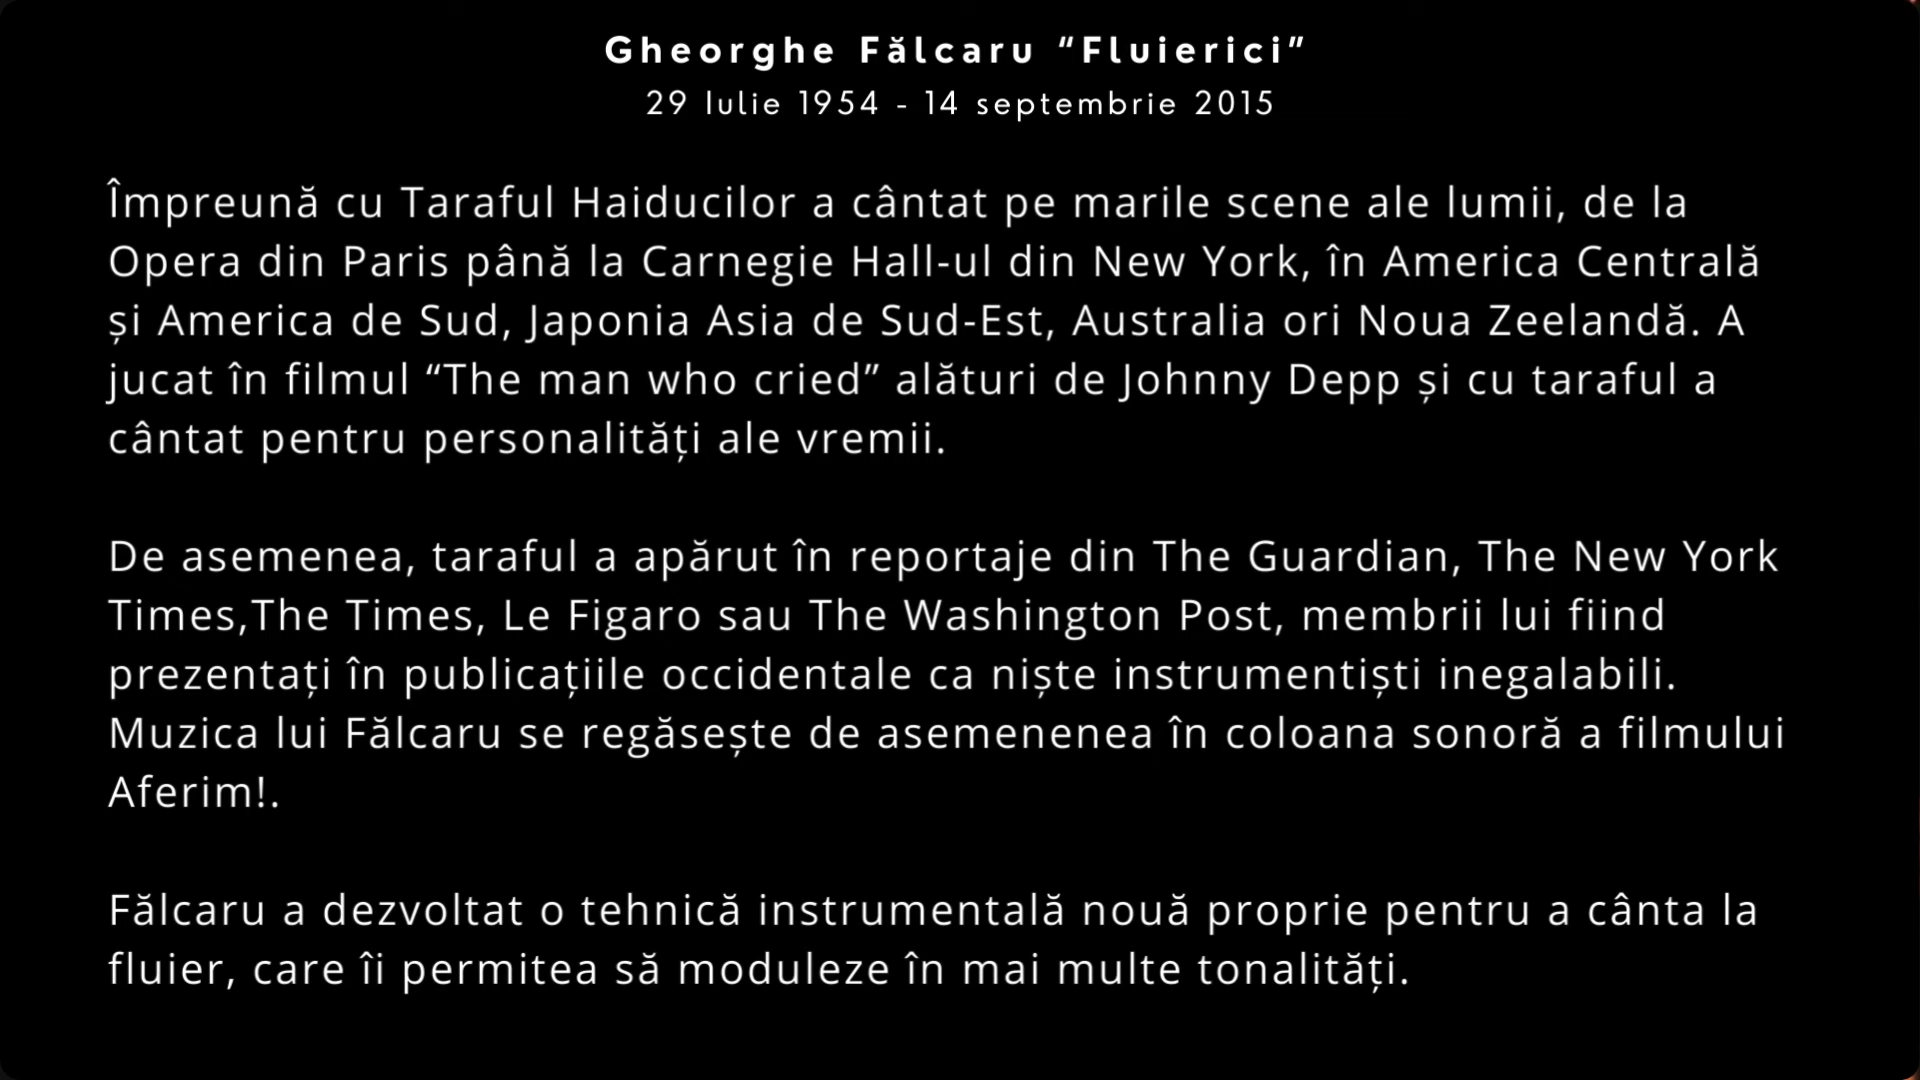 Gheorghe Fălcaru “Fluierici”
29 Iulie 1954 - 14 septembrie 2015
Împreună cu Taraful Haiducilor a cântat pe marile scene ale lumii, de la
Opera din Paris până la Carnegie Hall-ul din New York, în America Centrală
și America de Sud, Japonia Asia de Sud-Est, Australia ori Noua Zeelandă. A
jucat în filmul “The man who cried” alături de Johnny Depp și cu taraful a
cântat pentru personalități ale vremii.
De asemenea, taraful a apărut în reportaje din The Guardian, The New York
Times,The Times, Le Figaro sau The Washington Post, membrii lui fiind
prezentați în publicațiile occidentale ca niște instrumentiști inegalabili.
Muzica lui Fălcaru se regăsește de asemenenea în coloana sonoră a filmului
Aferim!.
Fălcaru a dezvoltat o tehnică instrumentală nouă proprie pentru a cânta la
fluier, care îi permitea să moduleze în mai multe tonalități.